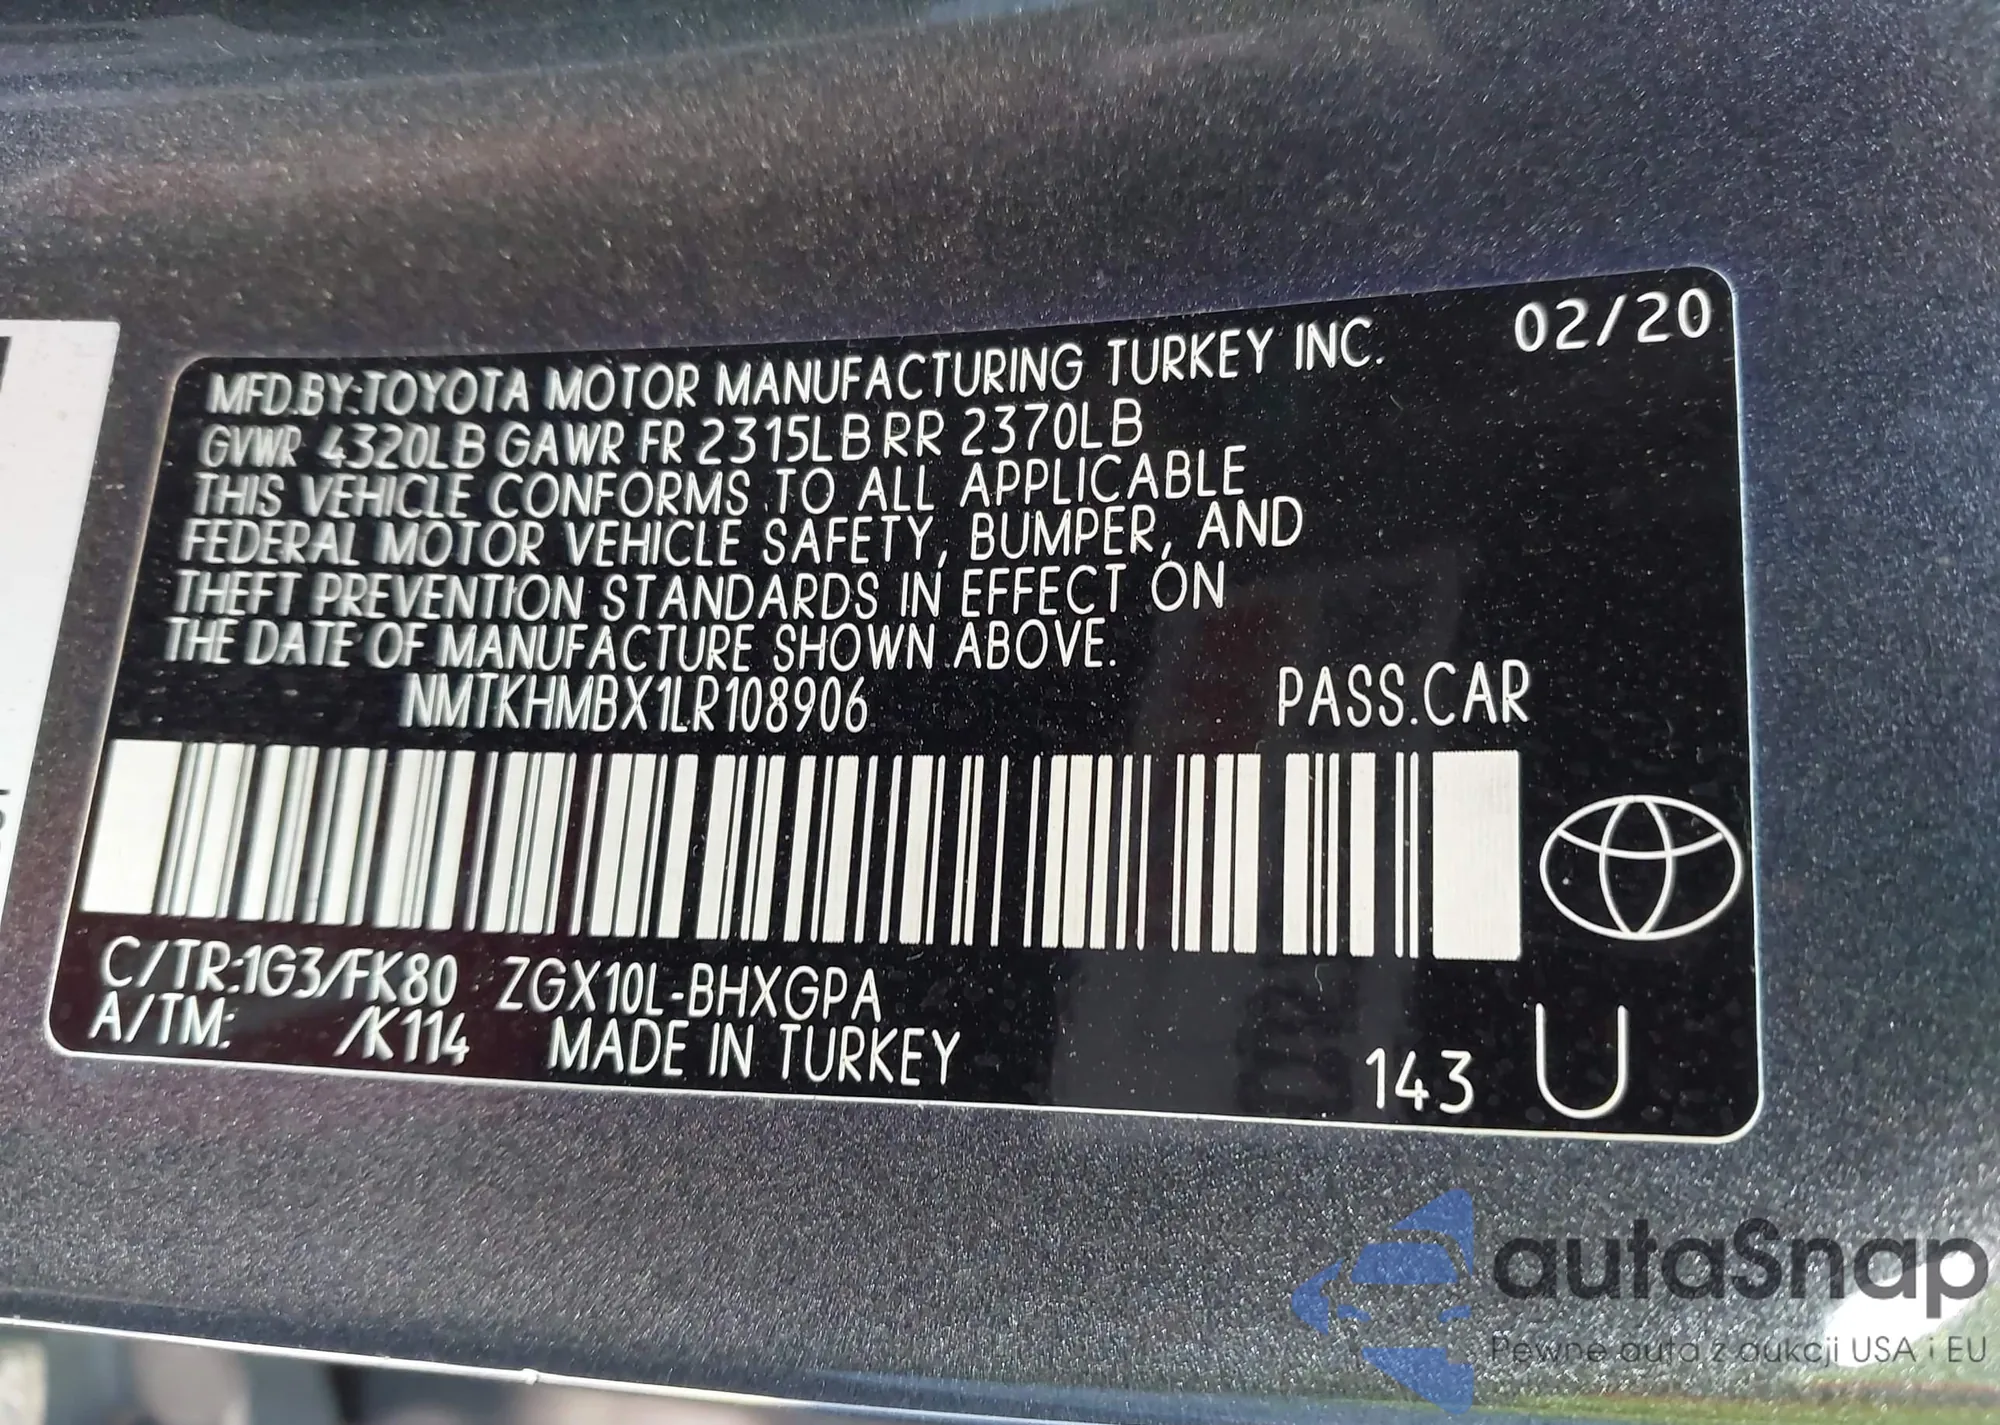 MFD.BY:TOYOTA MOTOR MANUFACTURING TURKEY INC. 02/20
GVWR 4320LB GAWR FR 2315LB RR 2370LB
THIS VEHICLE CONFORMS TO ALL APPLICABLE
FEDERAL MOTOR VEHICLE SAFETY, BUMPER, AND
THEFT PREVENTION STANDARDS IN EFFECT ON
THE DATE OF MANUFACTURE SHOWN ABOVE.
NMTKHMBX1LR108906 PASS.CAR
C/TR:1G3/FK80 ZGX10L-BHXGPA
A/TM: /K114 MADE IN TURKEY
143 U
autaSnap
Pewne auta z aukcji USA i EU